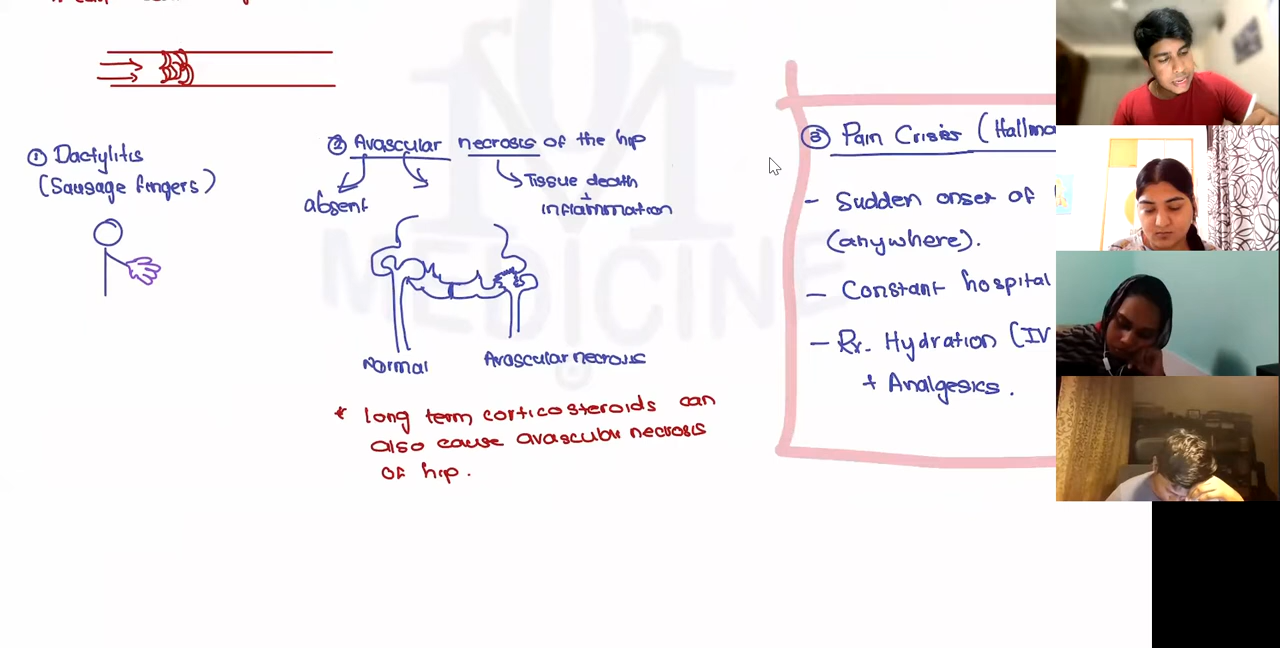 ① Dactylitis
(Sausage fingers)
② Avascular necrosis of the hip
absent
Tissue death
+
inflammation
Normal
Avascular necrosis
* long term corticosteroids can
also cause avascular necrosis
of hip.
③ Pain Crisis (Hallma
- Sudden onset of
(anywhere).
- Constant hospital
- Rx. Hydration (IV
+ Analgesics.
MEDICINE